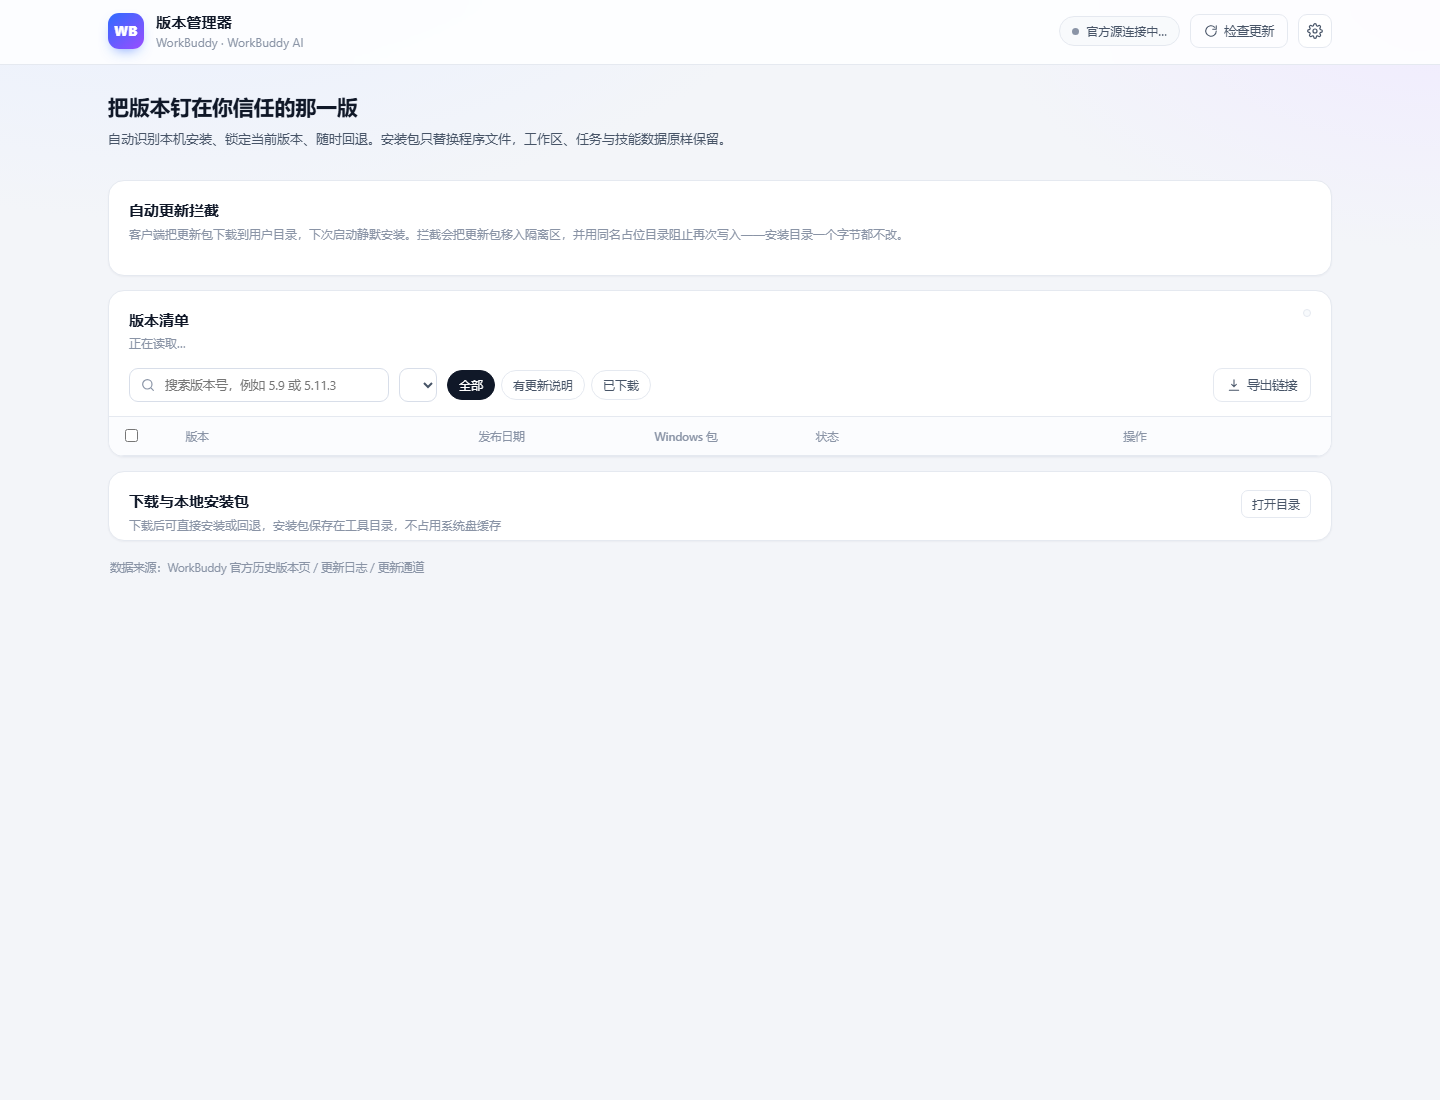 WB
版本管理器
WorkBuddy · WorkBuddy AI
官方源连接中...
检查更新
把版本钉在你信任的那一版
自动识别本机安装、锁定当前版本、随时回退。安装包只替换程序文件，工作区、任务与技能数据原样保留。
自动更新拦截
客户端把更新包下载到用户目录，下次启动静默安装。拦截会把更新包移入隔离区，并用同名占位目录阻止再次写入——安装目录一个字节都不改。
版本清单
正在读取...
搜索版本号，例如 5.9 或 5.11.3
全部
有更新说明
已下载
导出链接
版本
发布日期
Windows 包
状态
操作
下载与本地安装包
打开目录
下载后可直接安装或回退，安装包保存在工具目录，不占用系统盘缓存
数据来源：WorkBuddy 官方历史版本页 / 更新日志 / 更新通道